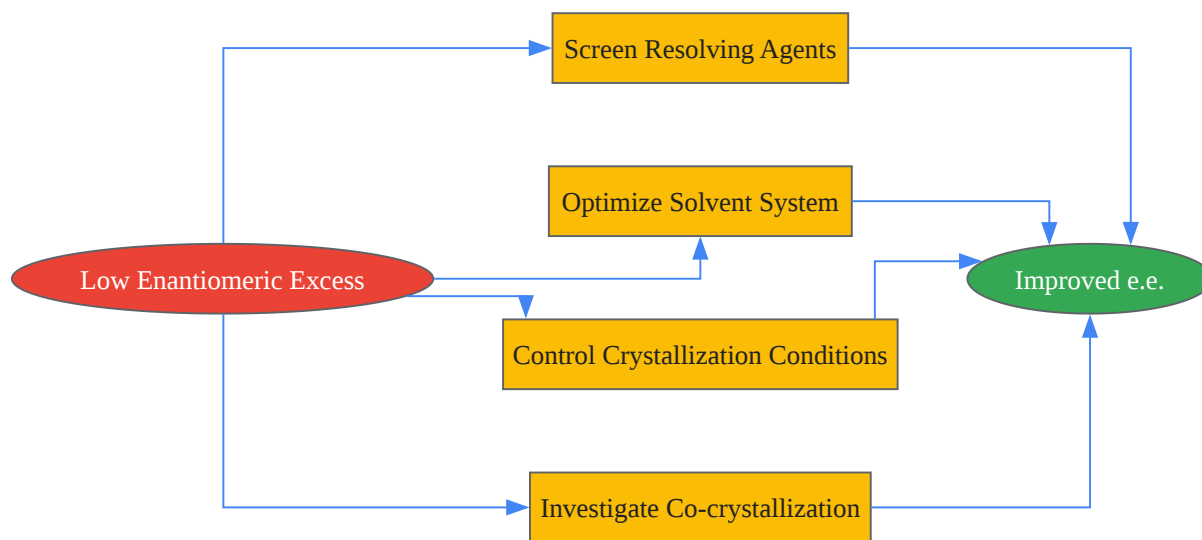 Screen Resolving Agents
Optimize Solvent System
Low Enantiomeric Excess
Improved e.e.
Control Crystallization Conditions
Investigate Co-crystallization